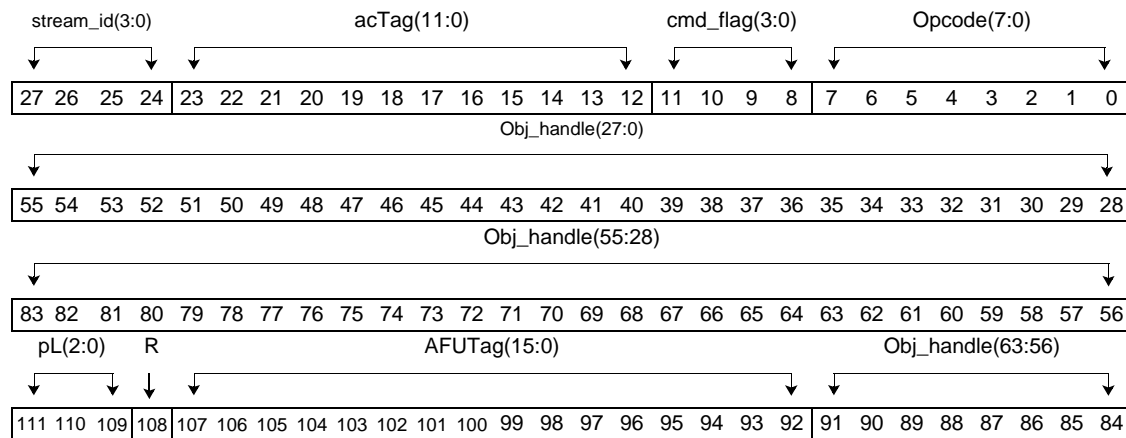 stream_id(3:0) acTag(11:0) cmd_flag(3:0) Opcode(7:0)
27 26 25 24 23 22 21 20 19 18 17 16 15 14 13 12 11 10 9 8 7 6 5 4 3 2 1 0
Obj_handle(27:0)
55 54 53 52 51 50 49 48 47 46 45 44 43 42 41 40 39 38 37 36 35 34 33 32 31 30 29 28
Obj_handle(55:28)
83 82 81 80 79 78 77 76 75 74 73 72 71 70 69 68 67 66 65 64 63 62 61 60 59 58 57 56
pL(2:0) R AFUTag(15:0) Obj_handle(63:56)
111 110 109 108 107 106 105 104 103 102 101 100 99 98 97 96 95 94 93 92 91 90 89 88 87 86 85 84